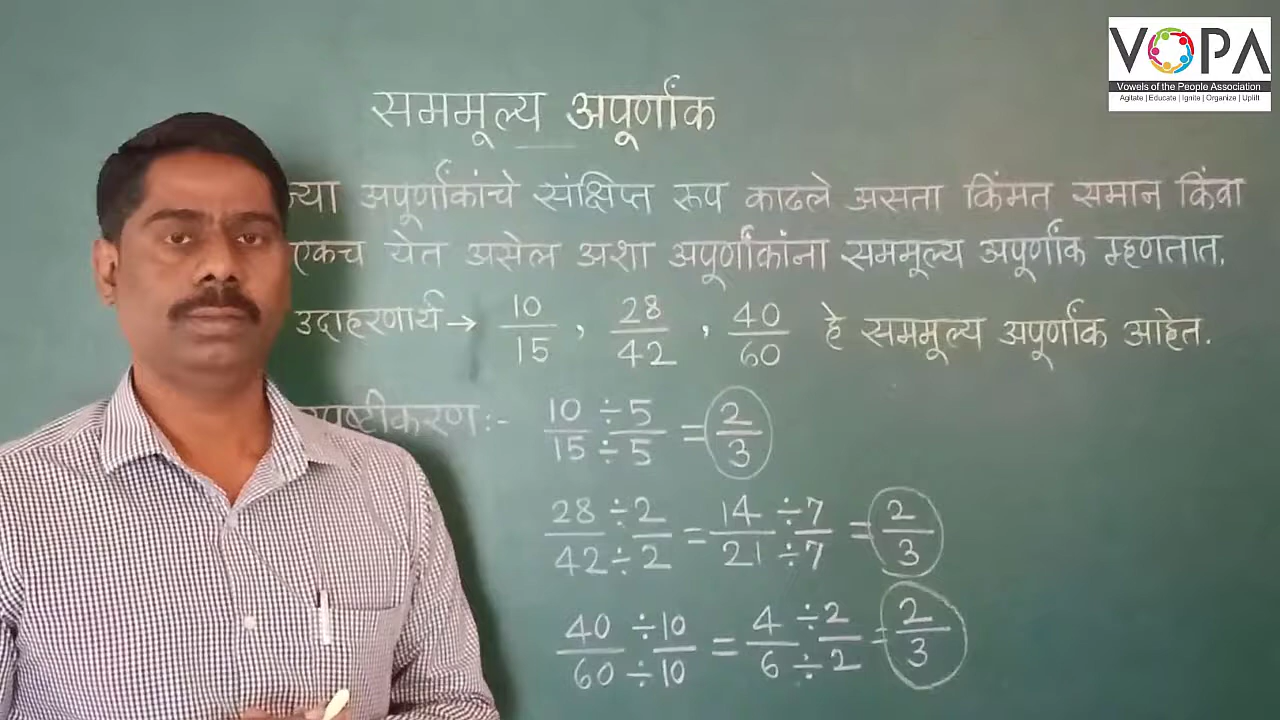 VOPA
Vowels of the People Association
Agitate | Educate | Ignite | Organize | Uplift
सममूल्य अपूर्णांक
ज्या अपूर्णांकांचे संक्षिप्त रूप काढले असता किंमत समान किंवा
एकच येत असेल अशा अपूर्णांकांना सममूल्य अपूर्णांक म्हणतात.
उदाहरणार्थ → 10/15 , 28/42 , 40/60 हे सममूल्य अपूर्णांक आहेत.
स्पष्टीकरण :- 10/15 ÷5/÷5 = 2/3
28/42 ÷2/÷2 = 14/21 ÷7/÷7 = 2/3
40/60 ÷10/÷10 = 4/6 ÷2/÷2 = 2/3